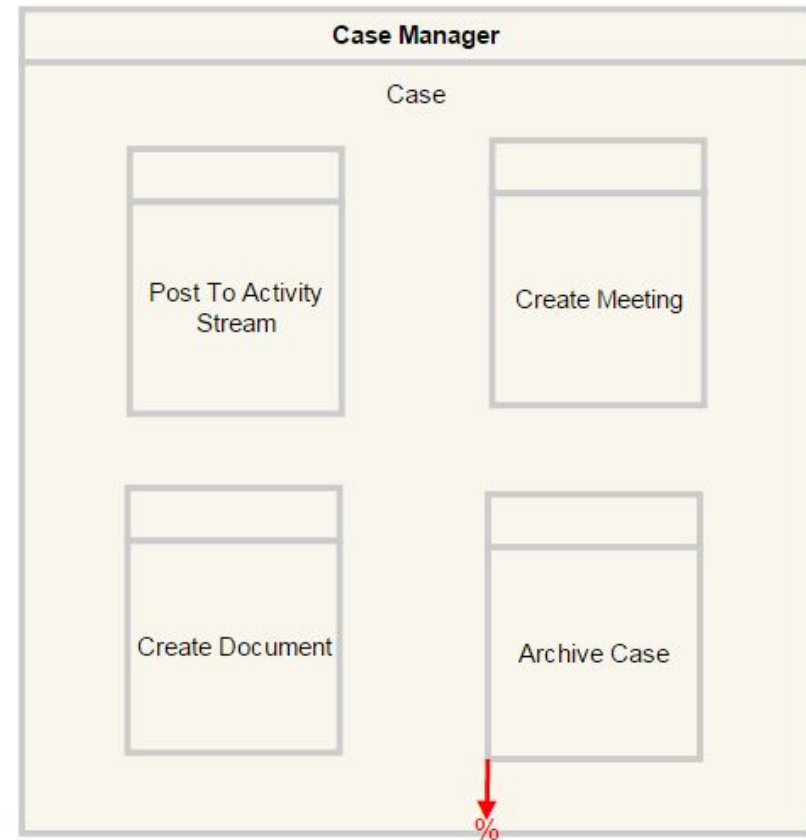 Case Manager
Case
Post To Activity
Stream
Create Meeting
Create Document
Archive Case
%